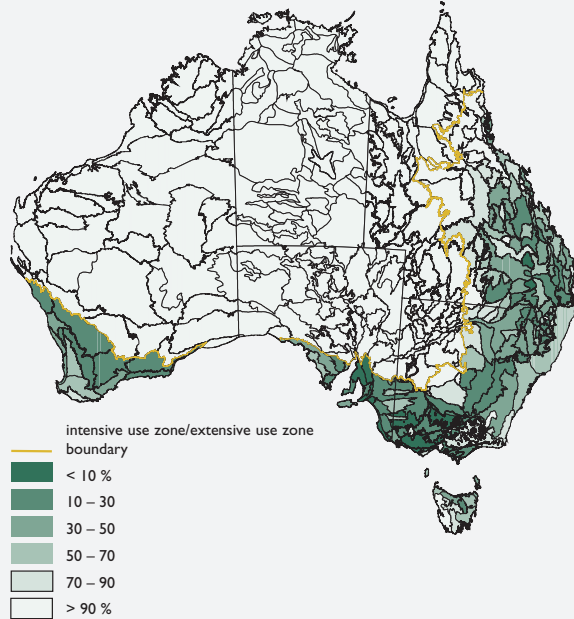 intensive use zone/extensive use zone
boundary
< 10 %
10 – 30
30 – 50
50 – 70
70 – 90
> 90 %